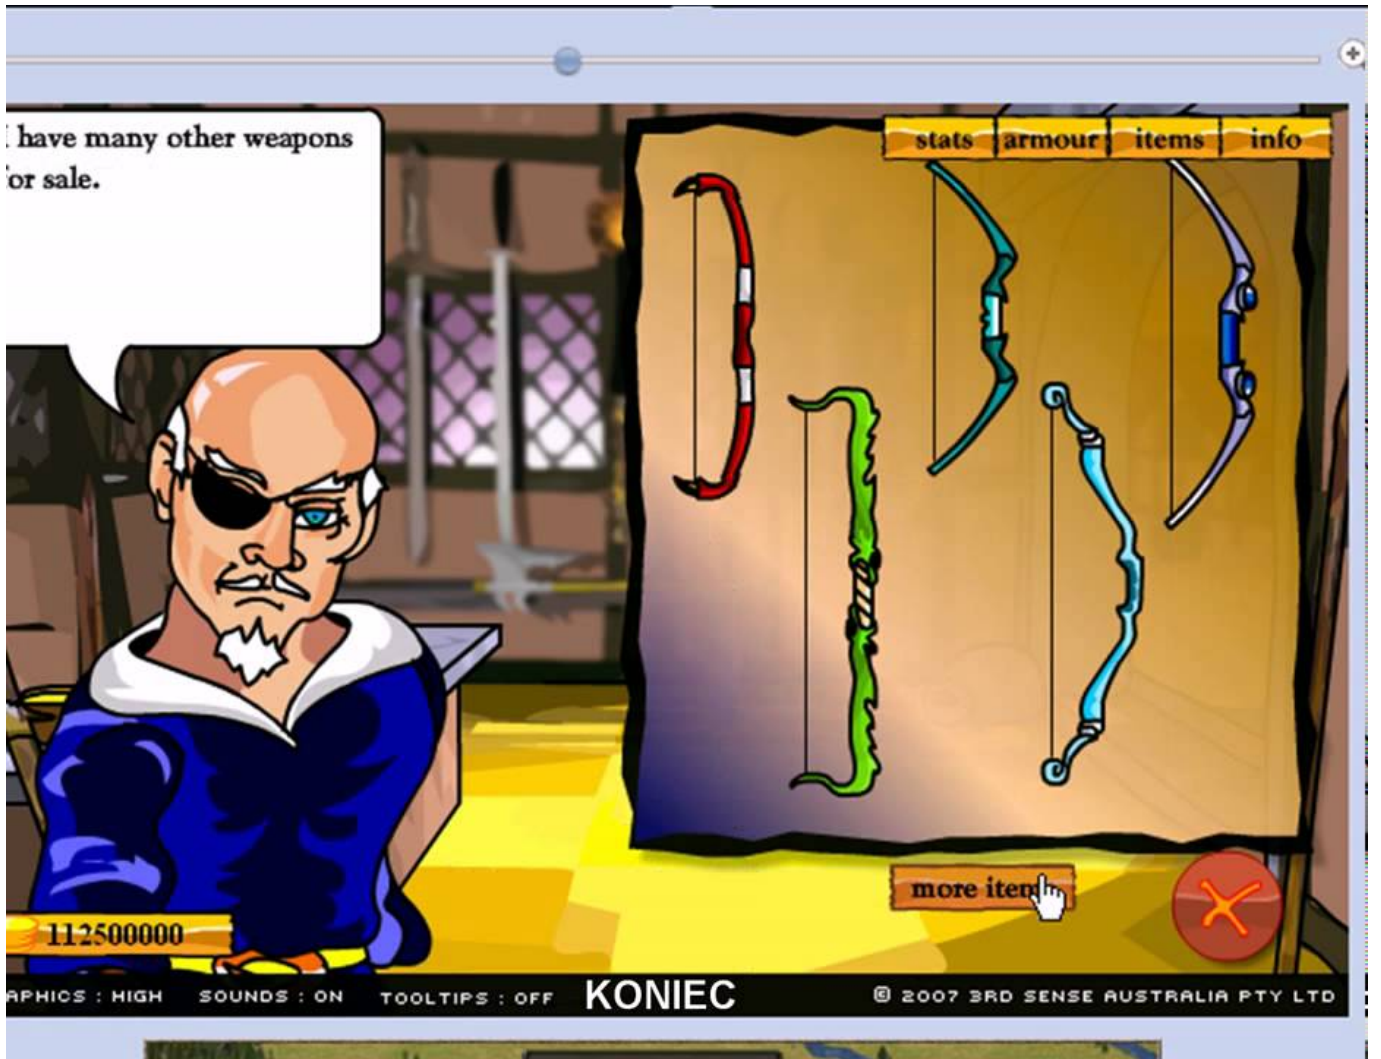 have many other weapons
or sale.
stats armour items info
more item
112500000
APHICS : HIGH SOUNDS : ON TOOLTIPS : OFF KONIEC © 2007 3RD SENSE AUSTRALIA PTY LTD